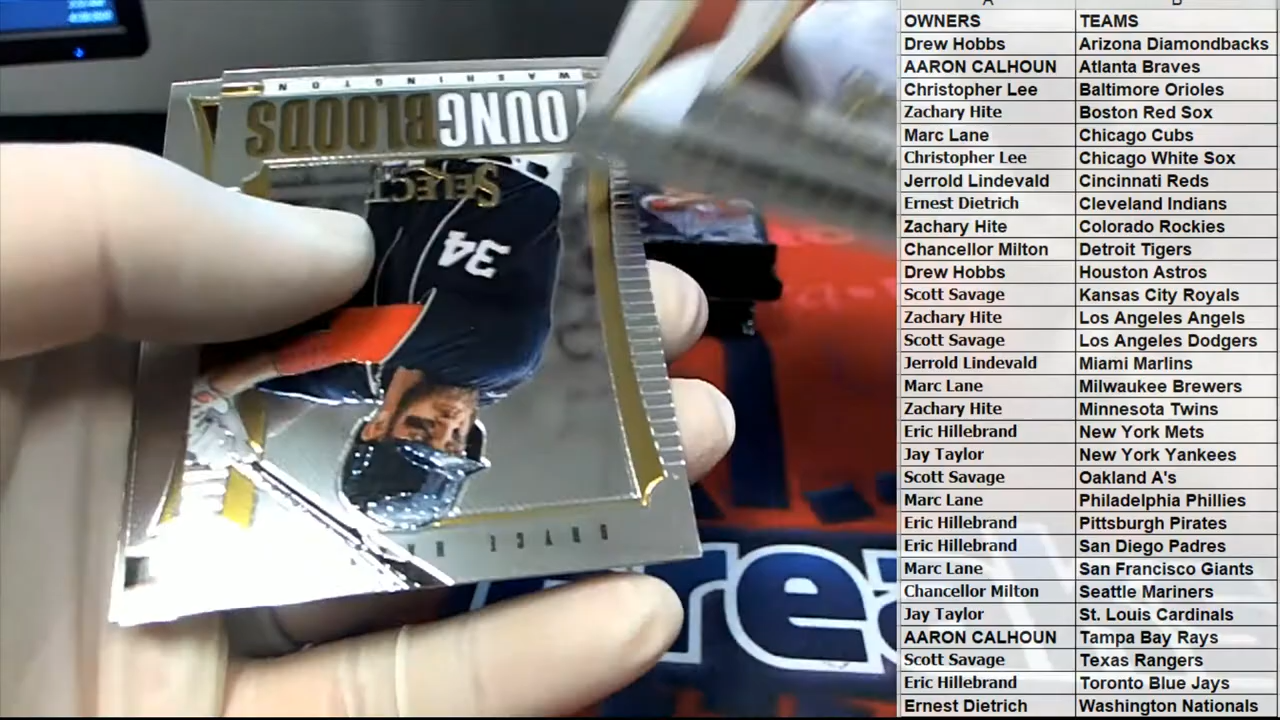 WASHINGTON
YOUNGBLOODS
SELECT
34
BRYCE HA
rea
A B
OWNERS TEAMS
Drew Hobbs Arizona Diamondbacks
AARON CALHOUN Atlanta Braves
Christopher Lee Baltimore Orioles
Zachary Hite Boston Red Sox
Marc Lane Chicago Cubs
Christopher Lee Chicago White Sox
Jerrold Lindevald Cincinnati Reds
Ernest Dietrich Cleveland Indians
Zachary Hite Colorado Rockies
Chancellor Milton Detroit Tigers
Drew Hobbs Houston Astros
Scott Savage Kansas City Royals
Zachary Hite Los Angeles Angels
Scott Savage Los Angeles Dodgers
Jerrold Lindevald Miami Marlins
Marc Lane Milwaukee Brewers
Zachary Hite Minnesota Twins
Eric Hillebrand New York Mets
Jay Taylor New York Yankees
Scott Savage Oakland A's
Marc Lane Philadelphia Phillies
Eric Hillebrand Pittsburgh Pirates
Eric Hillebrand San Diego Padres
Marc Lane San Francisco Giants
Chancellor Milton Seattle Mariners
Jay Taylor St. Louis Cardinals
AARON CALHOUN Tampa Bay Rays
Scott Savage Texas Rangers
Eric Hillebrand Toronto Blue Jays
Ernest Dietrich Washington Nationals